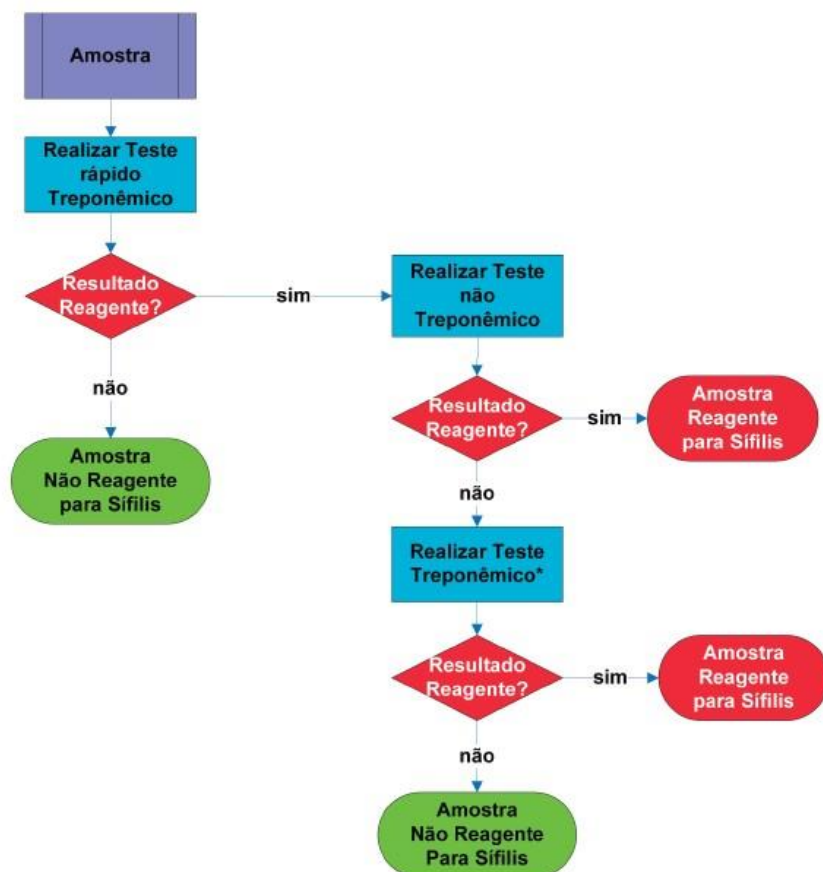 Amostra
Realizar Teste
rápido
Treponêmico
Resultado
Reagente?
sim
não
Amostra
Não Reagente
para Sífilis
Realizar Teste
não
Treponêmico
Resultado
Reagente?
sim
Amostra
Reagente
para Sífilis
não
Realizar Teste
Treponêmico*
Resultado
Reagente?
sim
Amostra
Reagente
para Sífilis
não
Amostra
Não Reagente
Para Sífilis